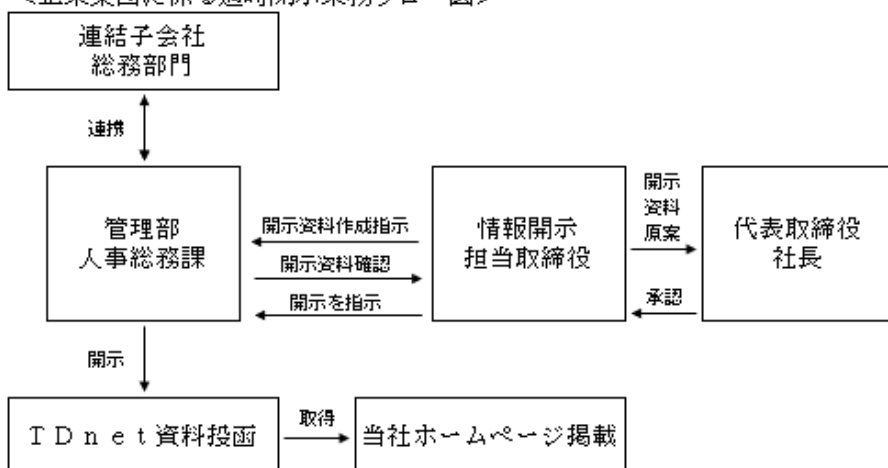 連結子会社
総務部門
連携
管理部
人事総務課
開示資料作成指示
開示資料確認
開示を指示
情報開示
担当取締役
開示
資料
原案
承認
代表取締役
社長
開示
TDnet資料投函
取得
当社ホームページ掲載